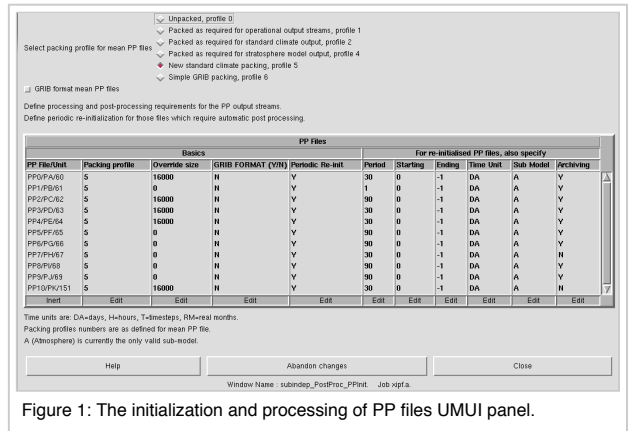 Select packing profile for mean PP files
Unpacked, profile 0
Packed as required for operational output streams, profile 1
Packed as required for standard climate output, profile 2
Packed as required for stratosphere model output, profile 4
New standard climate packing, profile 5
Simple GRIB packing, profile 6
GRIB format mean PP files
Define processing and post-processing requirements for the PP output streams.
Define periodic re-initialization for those files which require automatic post processing.
PP Files
Basics For re-initialised PP files, also specify
PP File/Unit Packing profile Override size GRIB FORMAT (Y/N) Periodic Re-init Period Starting Ending Time Unit Sub Model Archiving
PP0/PA/60 5 16000 N Y 30 0 -1 DA A Y
PP1/PB/61 5 0 N Y 1 0 -1 DA A Y
PP2/PC/62 5 16000 N Y 90 0 -1 DA A Y
PP3/PD/63 5 16000 N Y 30 0 -1 DA A Y
PP4/PE/64 5 16000 N Y 30 0 -1 DA A Y
PP5/PF/65 5 0 N Y 90 0 -1 DA A Y
PP6/PG/66 5 0 N Y 90 0 -1 DA A Y
PP7/PH/67 5 0 N Y 30 0 -1 DA A N
PP8/PI/68 5 0 N Y 90 0 -1 DA A Y
PP9/PJ/69 5 0 N Y 90 0 -1 DA A Y
PP10/PK/151 5 16000 N Y 30 0 -1 DA A N
Inert Edit Edit Edit Edit Edit Edit Edit Edit Edit Edit
Time units are: DA=days, H=hours, T=timesteps, RM=real months.
Packing profiles numbers are as defined for mean PP file.
A (Atmosphere) is currently the only valid sub-model.
Help Abandon changes Close
Window Name : subindep_PostProc_PPInit. Job xipf.a.
Figure 1: The initialization and processing of PP files UMUI panel.